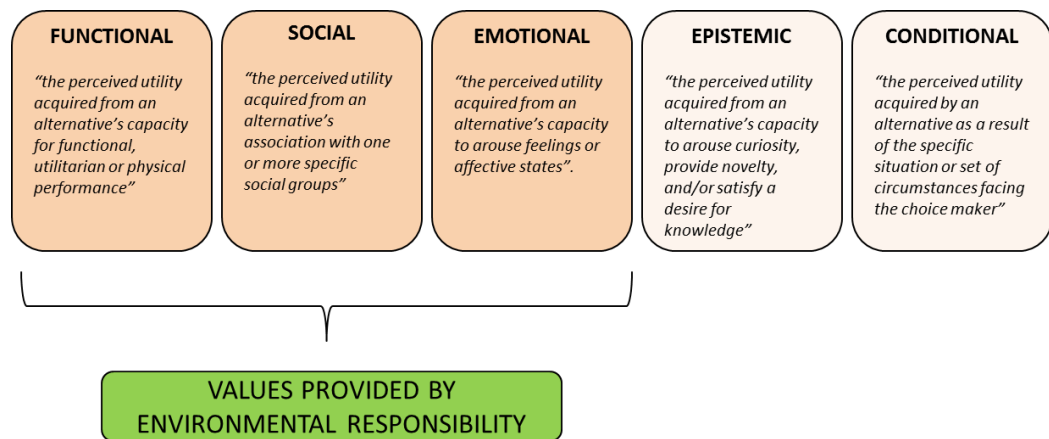 FUNCTIONAL
“the perceived utility
acquired from an
alternative’s capacity
for functional,
utilitarian or physical
performance”
SOCIAL
“the perceived utility
acquired from an
alternative’s
association with one
or more specific
social groups”
EMOTIONAL
“the perceived utility
acquired from an
alternative’s capacity
to arouse feelings or
affective states”.
EPISTEMIC
“the perceived utility
acquired from an
alternative’s capacity
to arouse curiosity,
provide novelty,
and/or satisfy a
desire for
knowledge”
CONDITIONAL
“the perceived utility
acquired by an
alternative as a result
of the specific
situation or set of
circumstances facing
the choice maker”
VALUES PROVIDED BY
ENVIRONMENTAL RESPONSIBILITY